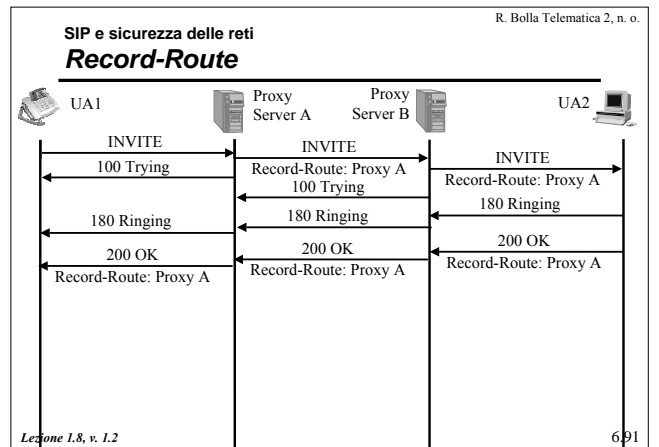 R. Bolla Telematica 2, n. o.
SIP e sicurezza delle reti
Record-Route
UA1
Proxy
Server A
Proxy
Server B
UA2
INVITE
INVITE
INVITE
100 Trying
Record-Route: Proxy A
Record-Route: Proxy A
100 Trying
180 Ringing
180 Ringing
180 Ringing
200 OK
200 OK
200 OK
Record-Route: Proxy A
Record-Route: Proxy A
Record-Route: Proxy A
Lezione 1.8, v. 1.2
6.91